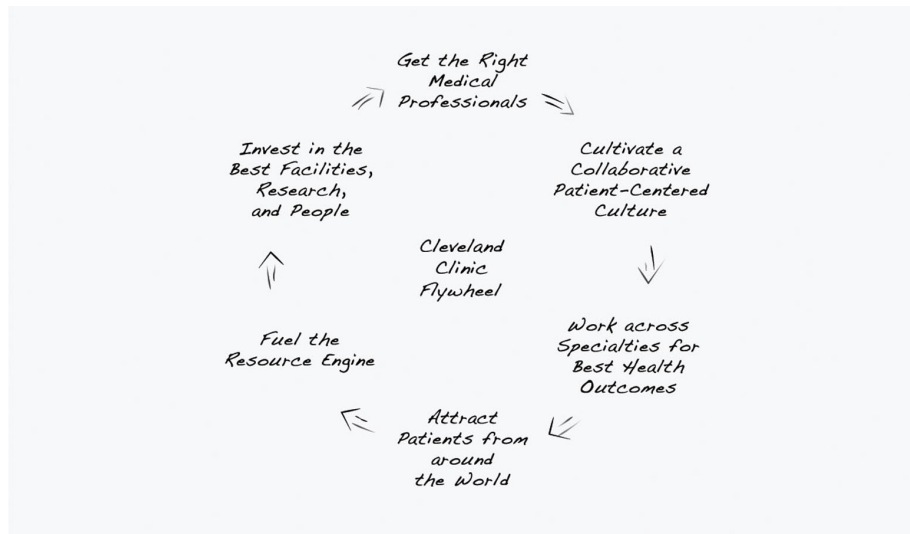 Get the Right
Medical
Professionals
Cultivate a
Collaborative
Patient-Centered
Culture
Work across
Specialties for
Best Health
Outcomes
Attract
Patients from
around
the World
Fuel the
Resource Engine
Invest in the
Best Facilities,
Research,
and People
Cleveland
Clinic
Flywheel